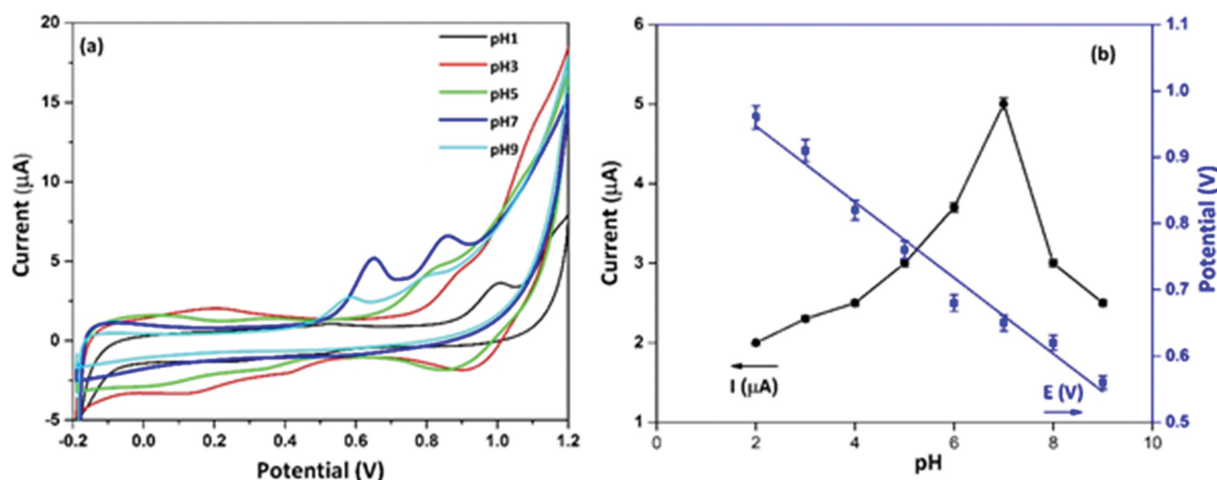 (a)
pH1
pH3
pH5
pH7
pH9
20
15
10
5
0
-5
-0.2 0.0 0.2 0.4 0.6 0.8 1.0 1.2
Current (μA)
Potential (V)
(b)
6
5
4
3
2
1
Current (μA)
0 2 4 6 8 10
pH
1.1
1.0
0.9
0.8
0.7
0.6
0.5
Potential (V)
I (μA)
E (V)